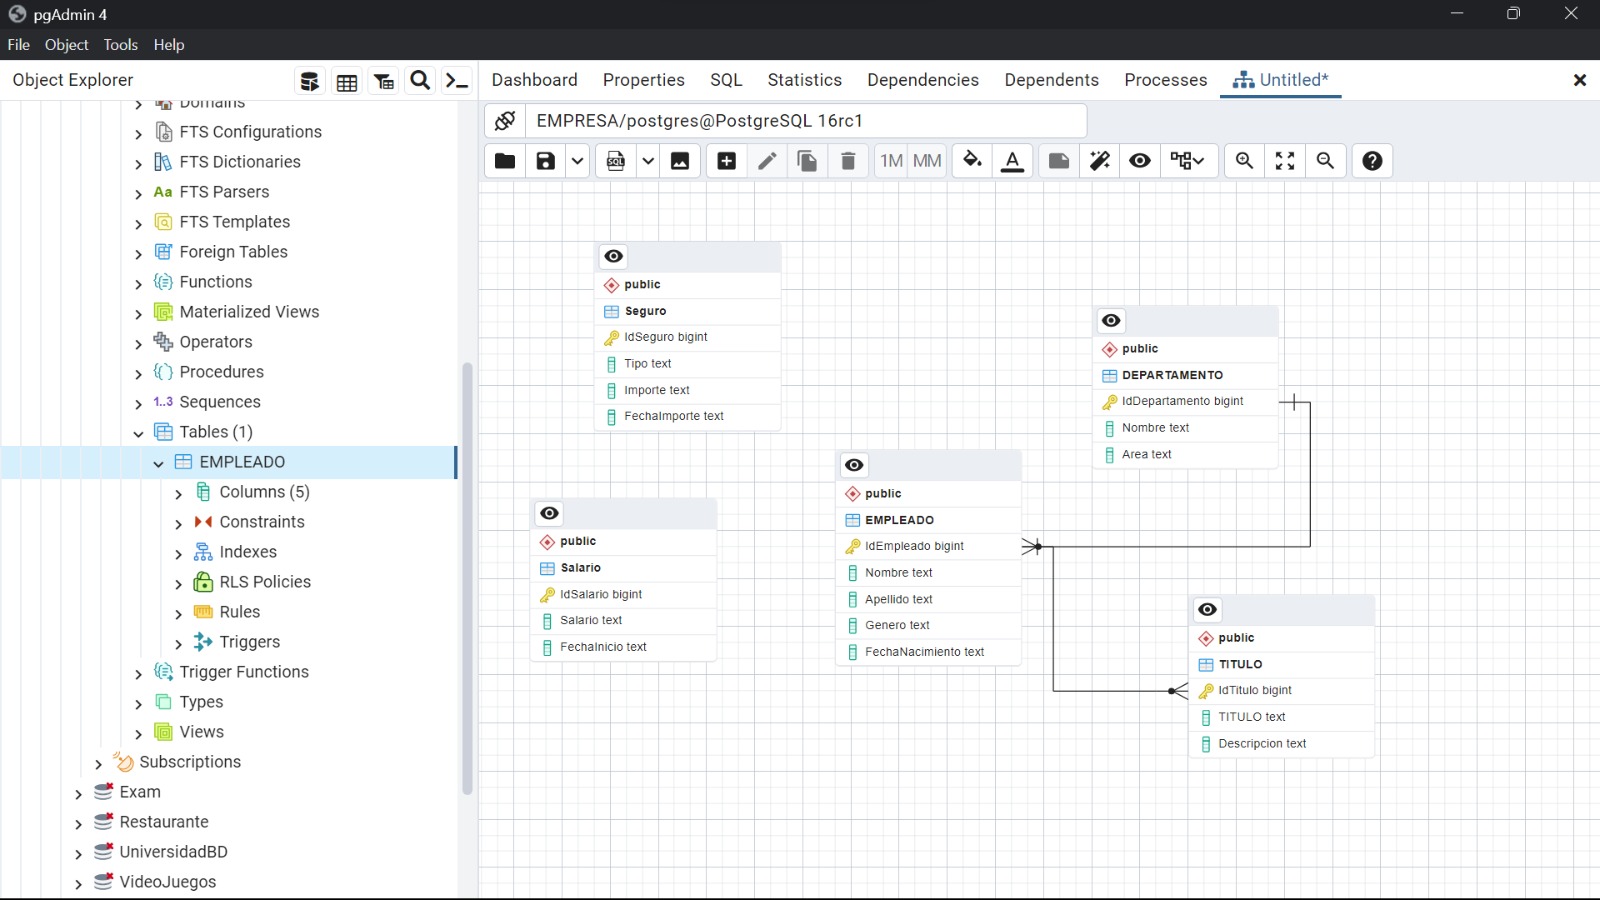 pgAdmin 4
File Object Tools Help
Object Explorer
Dashboard Properties SQL Statistics Dependencies Dependents Processes Untitled*
EMPRESA/postgres@PostgreSQL 16rc1
SQL 1M MM A
Domains
FTS Configurations
FTS Dictionaries
Aa FTS Parsers
FTS Templates
Foreign Tables
Functions
Materialized Views
Operators
Procedures
1..3 Sequences
Tables (1)
EMPLEADO
Columns (5)
Constraints
Indexes
RLS Policies
Rules
Triggers
Trigger Functions
Types
Views
Subscriptions
Exam
Restaurante
UniversidadBD
VideoJuegos
public
Seguro
IdSeguro bigint
Tipo text
Importe text
FechaImporte text
public
DEPARTAMENTO
IdDepartamento bigint
Nombre text
Area text
public
EMPLEADO
IdEmpleado bigint
Nombre text
Apellido text
Genero text
FechaNacimiento text
public
Salario
IdSalario bigint
Salario text
FechaInicio text
public
TITULO
IdTitulo bigint
TITULO text
Descripcion text